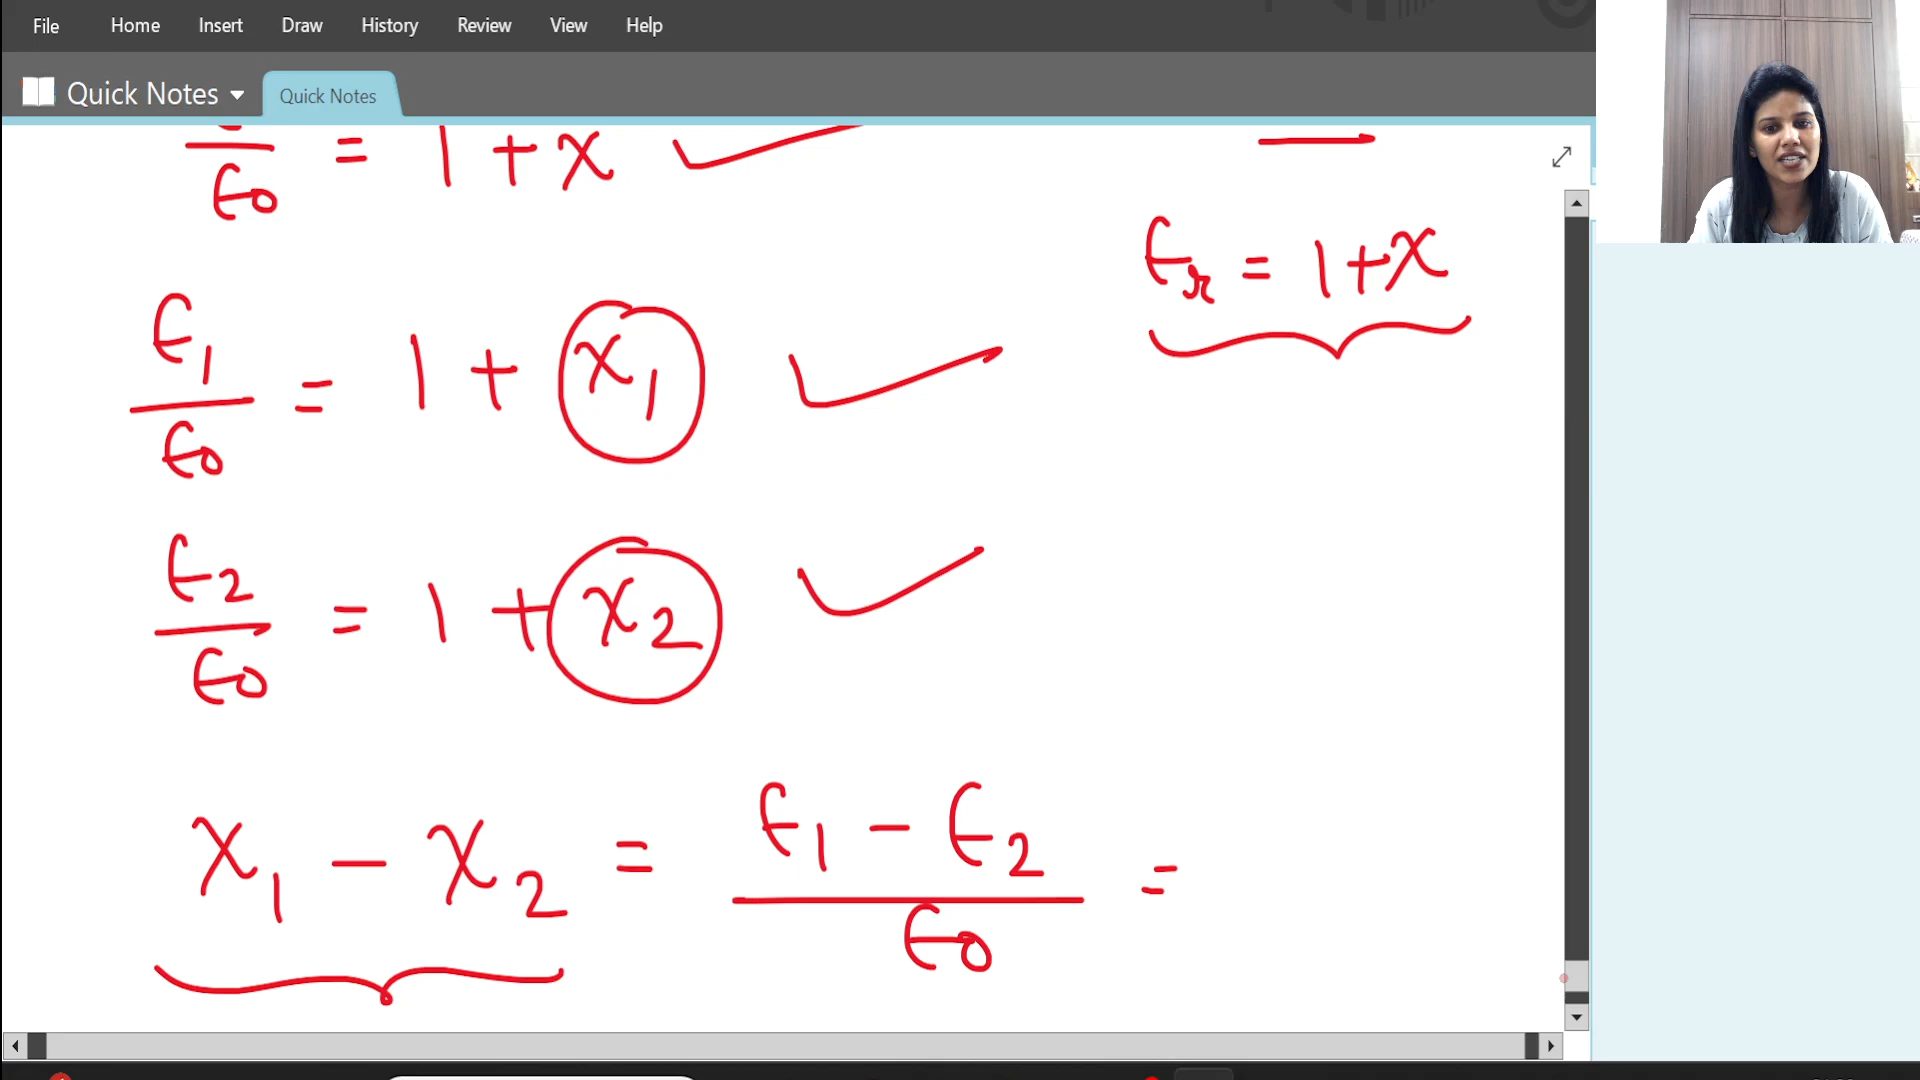 File Home Insert Draw History Review View Help
Quick Notes Quick Notes
/ϵ0 = 1 + χ
ϵr = 1 + χ
ϵ1/ϵ0 = 1 + χ1
ϵ2/ϵ0 = 1 + χ2
χ1 − χ2 = ϵ1 − ϵ2/ϵ0 =